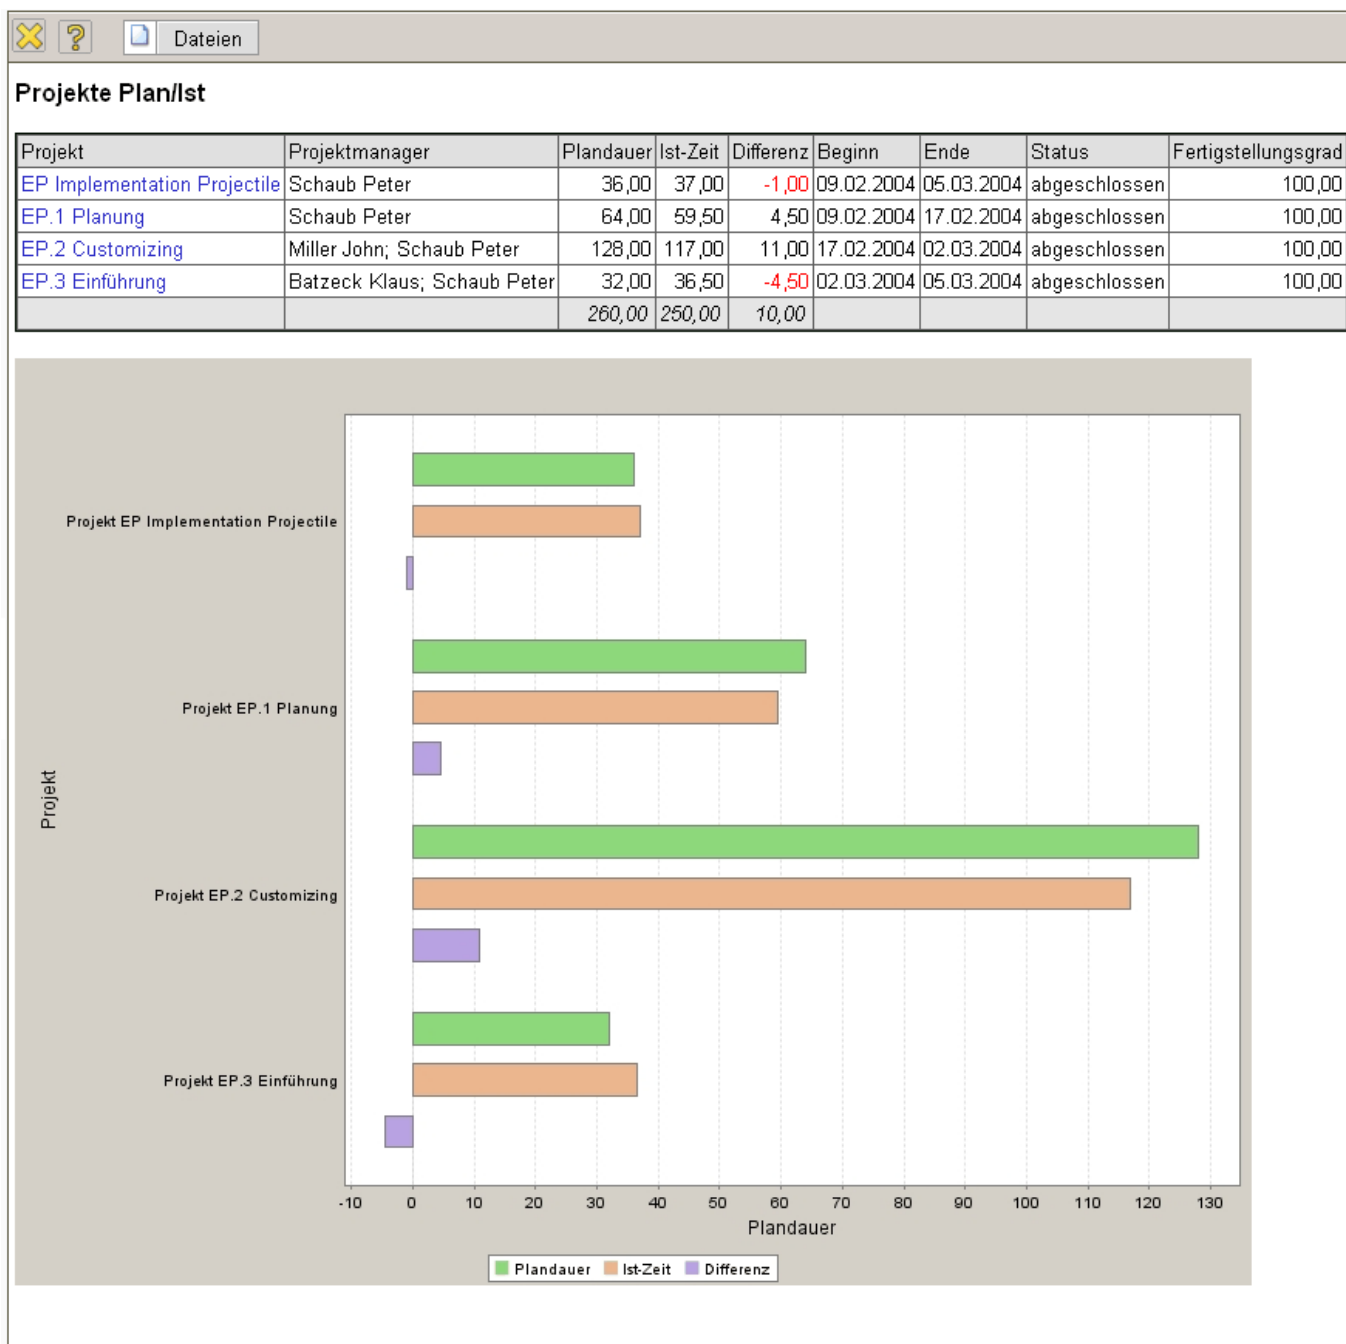 Dateien
Projekte Plan/Ist
Projekt Projektmanager Plandauer Ist-Zeit Differenz Beginn Ende Status Fertigstellungsgrad
EP Implementation Projectile Schaub Peter 36,00 37,00 -1,00 09.02.2004 05.03.2004 abgeschlossen 100,00
EP.1 Planung Schaub Peter 64,00 59,50 4,50 09.02.2004 17.02.2004 abgeschlossen 100,00
EP.2 Customizing Miller John; Schaub Peter 128,00 117,00 11,00 17.02.2004 02.03.2004 abgeschlossen 100,00
EP.3 Einführung Batzeck Klaus; Schaub Peter 32,00 36,50 -4,50 02.03.2004 05.03.2004 abgeschlossen 100,00
260,00 250,00 10,00
Projekt EP Implementation Projectile
Projekt EP.1 Planung
Projekt
Projekt EP.2 Customizing
Projekt EP.3 Einführung
-10 0 10 20 30 40 50 60 70 80 90 100 110 120 130
Plandauer
Plandauer Ist-Zeit Differenz